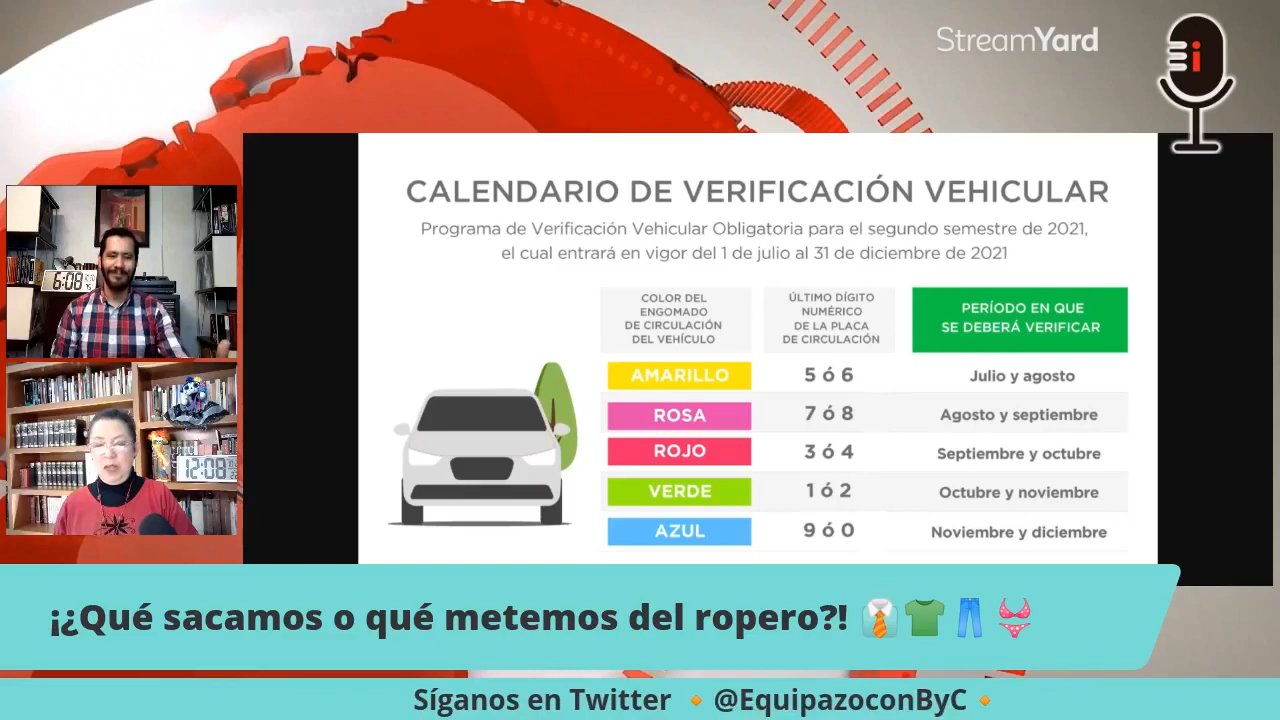 StreamYard
i
CALENDARIO DE VERIFICACIÓN VEHICULAR
Programa de Verificación Vehicular Obligatoria para el segundo semestre de 2021,
el cual entrará en vigor del 1 de julio al 31 de diciembre de 2021
COLOR DEL
ENGOMADO
DE CIRCULACIÓN
DEL VEHÍCULO
ÚLTIMO DÍGITO
NUMÉRICO
DE LA PLACA
DE CIRCULACIÓN
PERÍODO EN QUE
SE DEBERÁ VERIFICAR
AMARILLO 5 ó 6 Julio y agosto
ROSA 7 ó 8 Agosto y septiembre
ROJO 3 ó 4 Septiembre y octubre
VERDE 1 ó 2 Octubre y noviembre
AZUL 9 ó 0 Noviembre y diciembre
6:08
12:08
¡¿Qué sacamos o qué metemos del ropero?! 👔👕👖👙
Síganos en Twitter 🔸@EquipazoconByC🔸